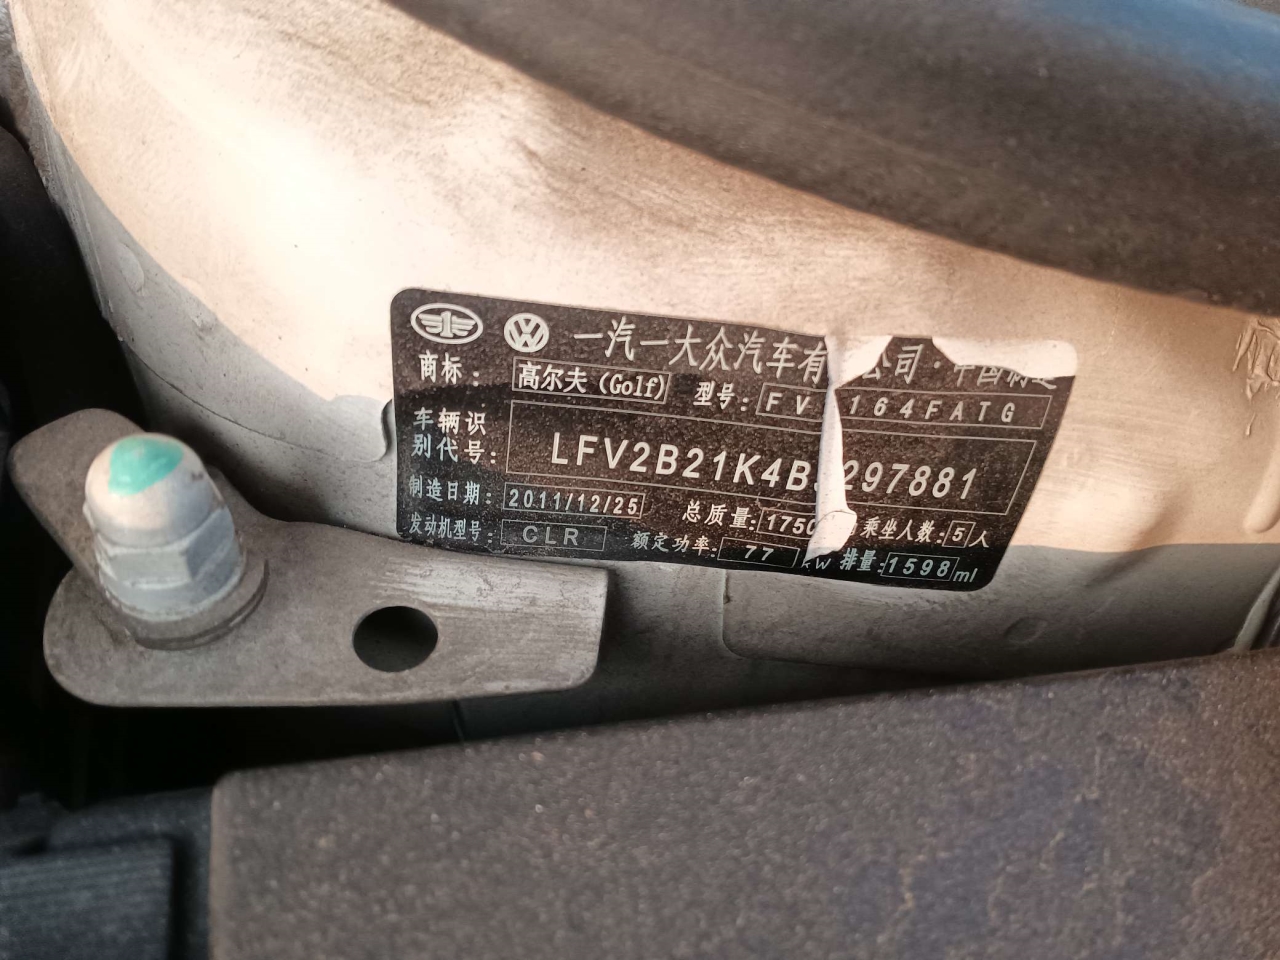 一汽一大众汽车有 公司·中国制造
商标: 高尔夫(Golf) 型号: FV 164FATG
车辆识别代号: LFV2B21K4B 297881
制造日期: 2011/12/25 总质量: 1750 乘坐人数: 5 人
发动机型号: CLR 额定功率: 77 kW 排量: 1598 ml